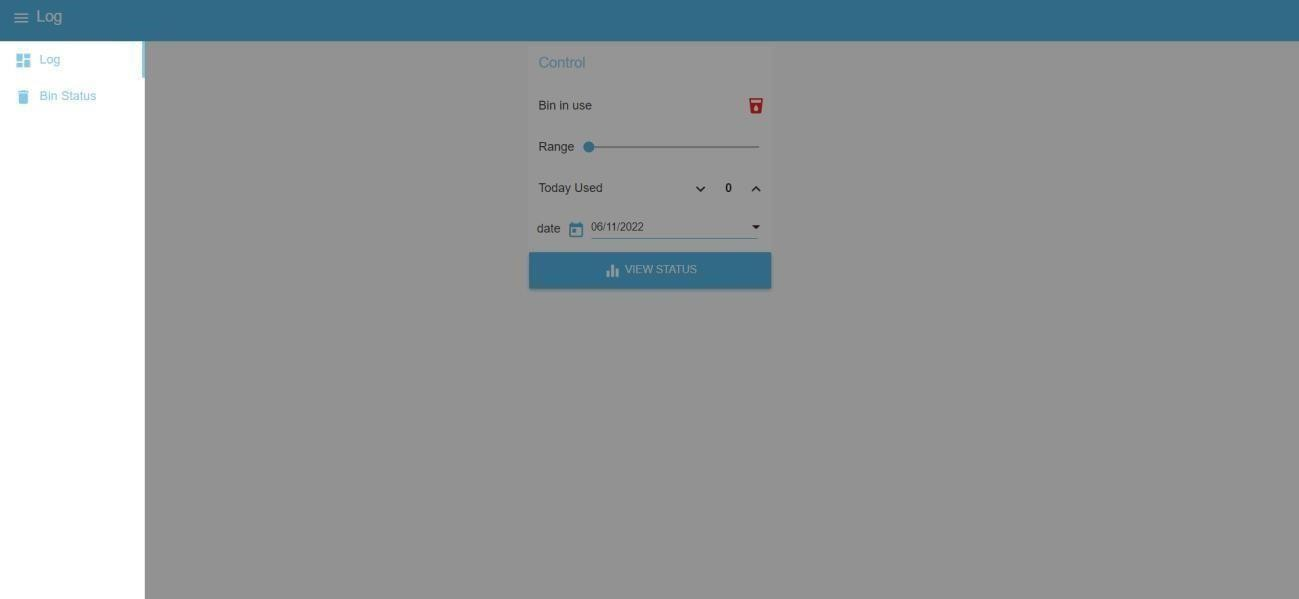 Log
Log
Bin Status
Control
Bin in use
Range
Today Used 0
date 06/11/2022
VIEW STATUS